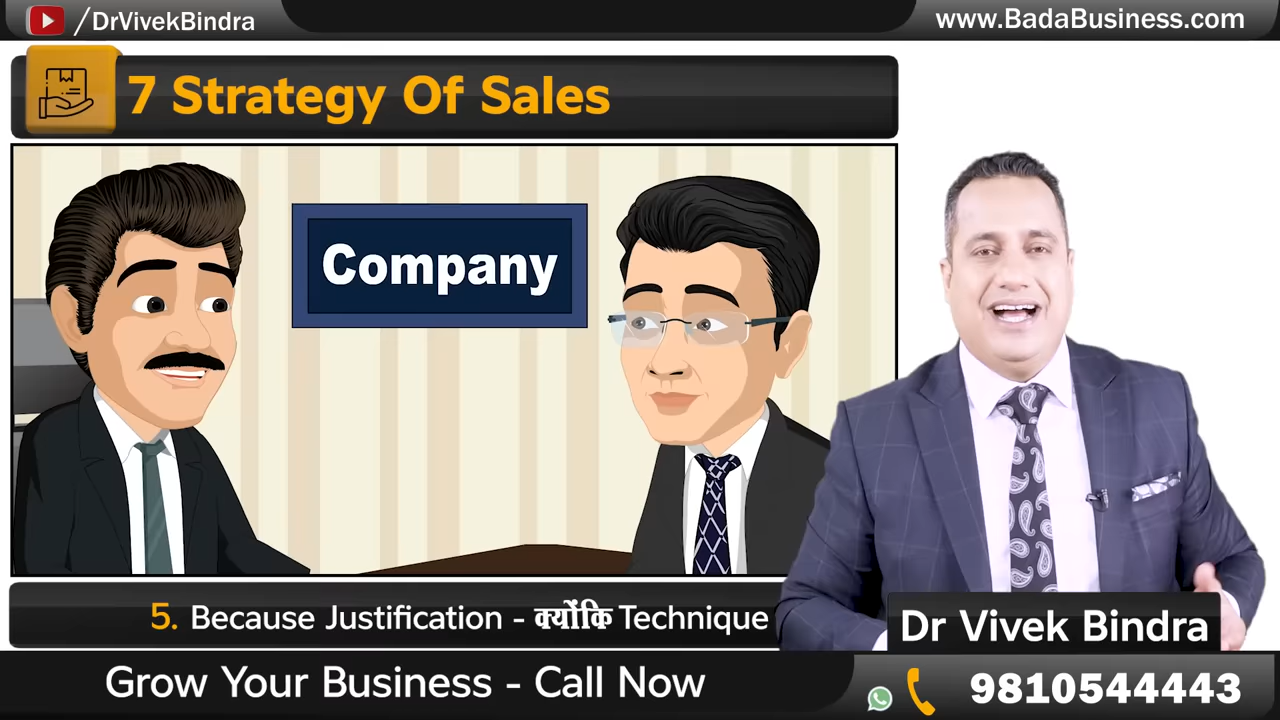 /DrVivekBindra
www.BadaBusiness.com
7 Strategy Of Sales
Company
5. Because Justification - क्योंकि Technique
Dr Vivek Bindra
Grow Your Business - Call Now
9810544443